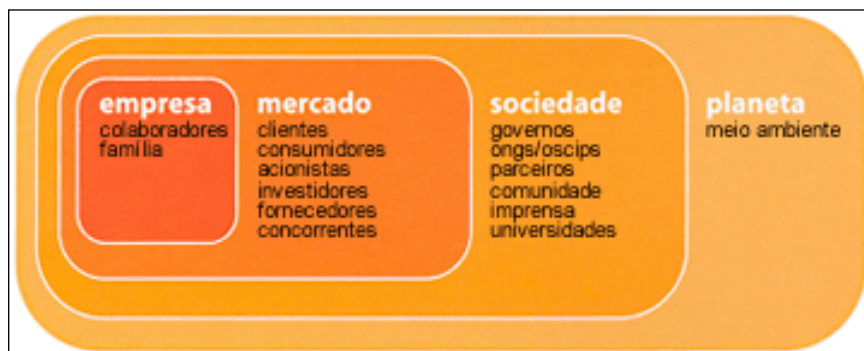 empresa
colaboradores
família
mercado
clientes
consumidores
acionistas
investidores
fornecedores
concorrentes
sociedade
governos
ongs/oscips
parceiros
comunidade
imprensa
universidades
planeta
meio ambiente